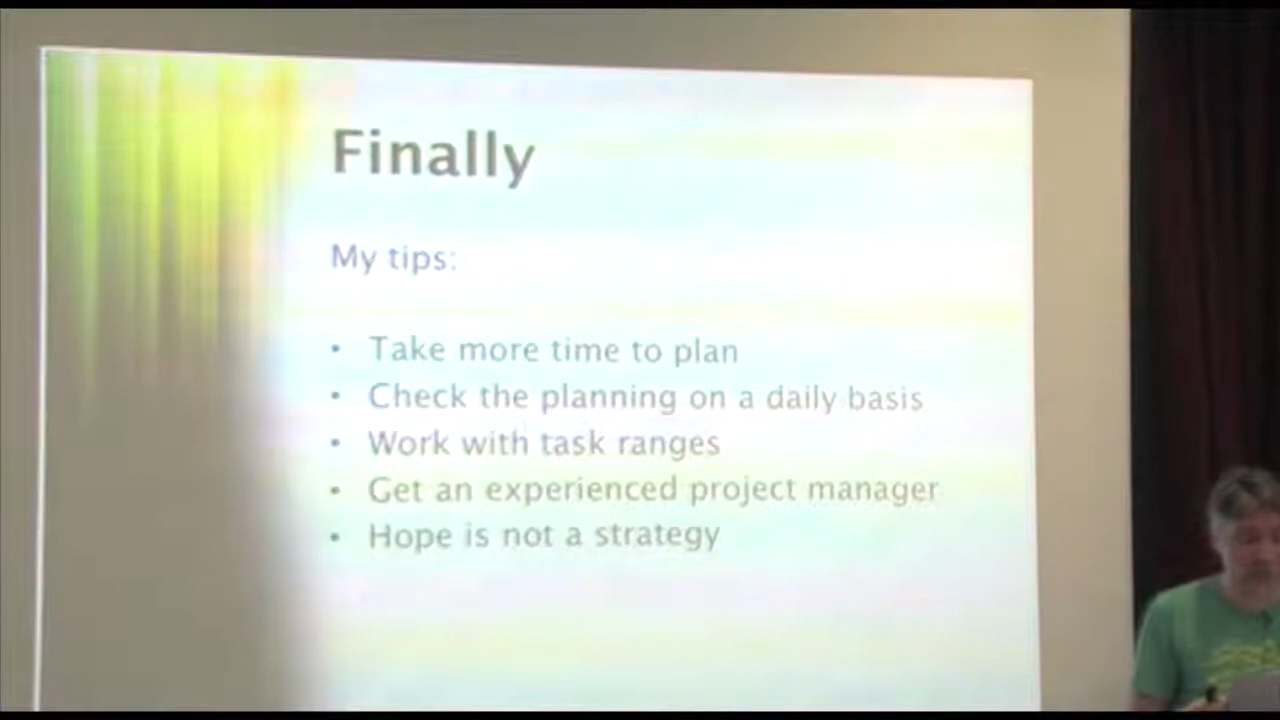 Finally
My tips:
• Take more time to plan
• Check the planning on a daily basis
• Work with task ranges
• Get an experienced project manager
• Hope is not a strategy